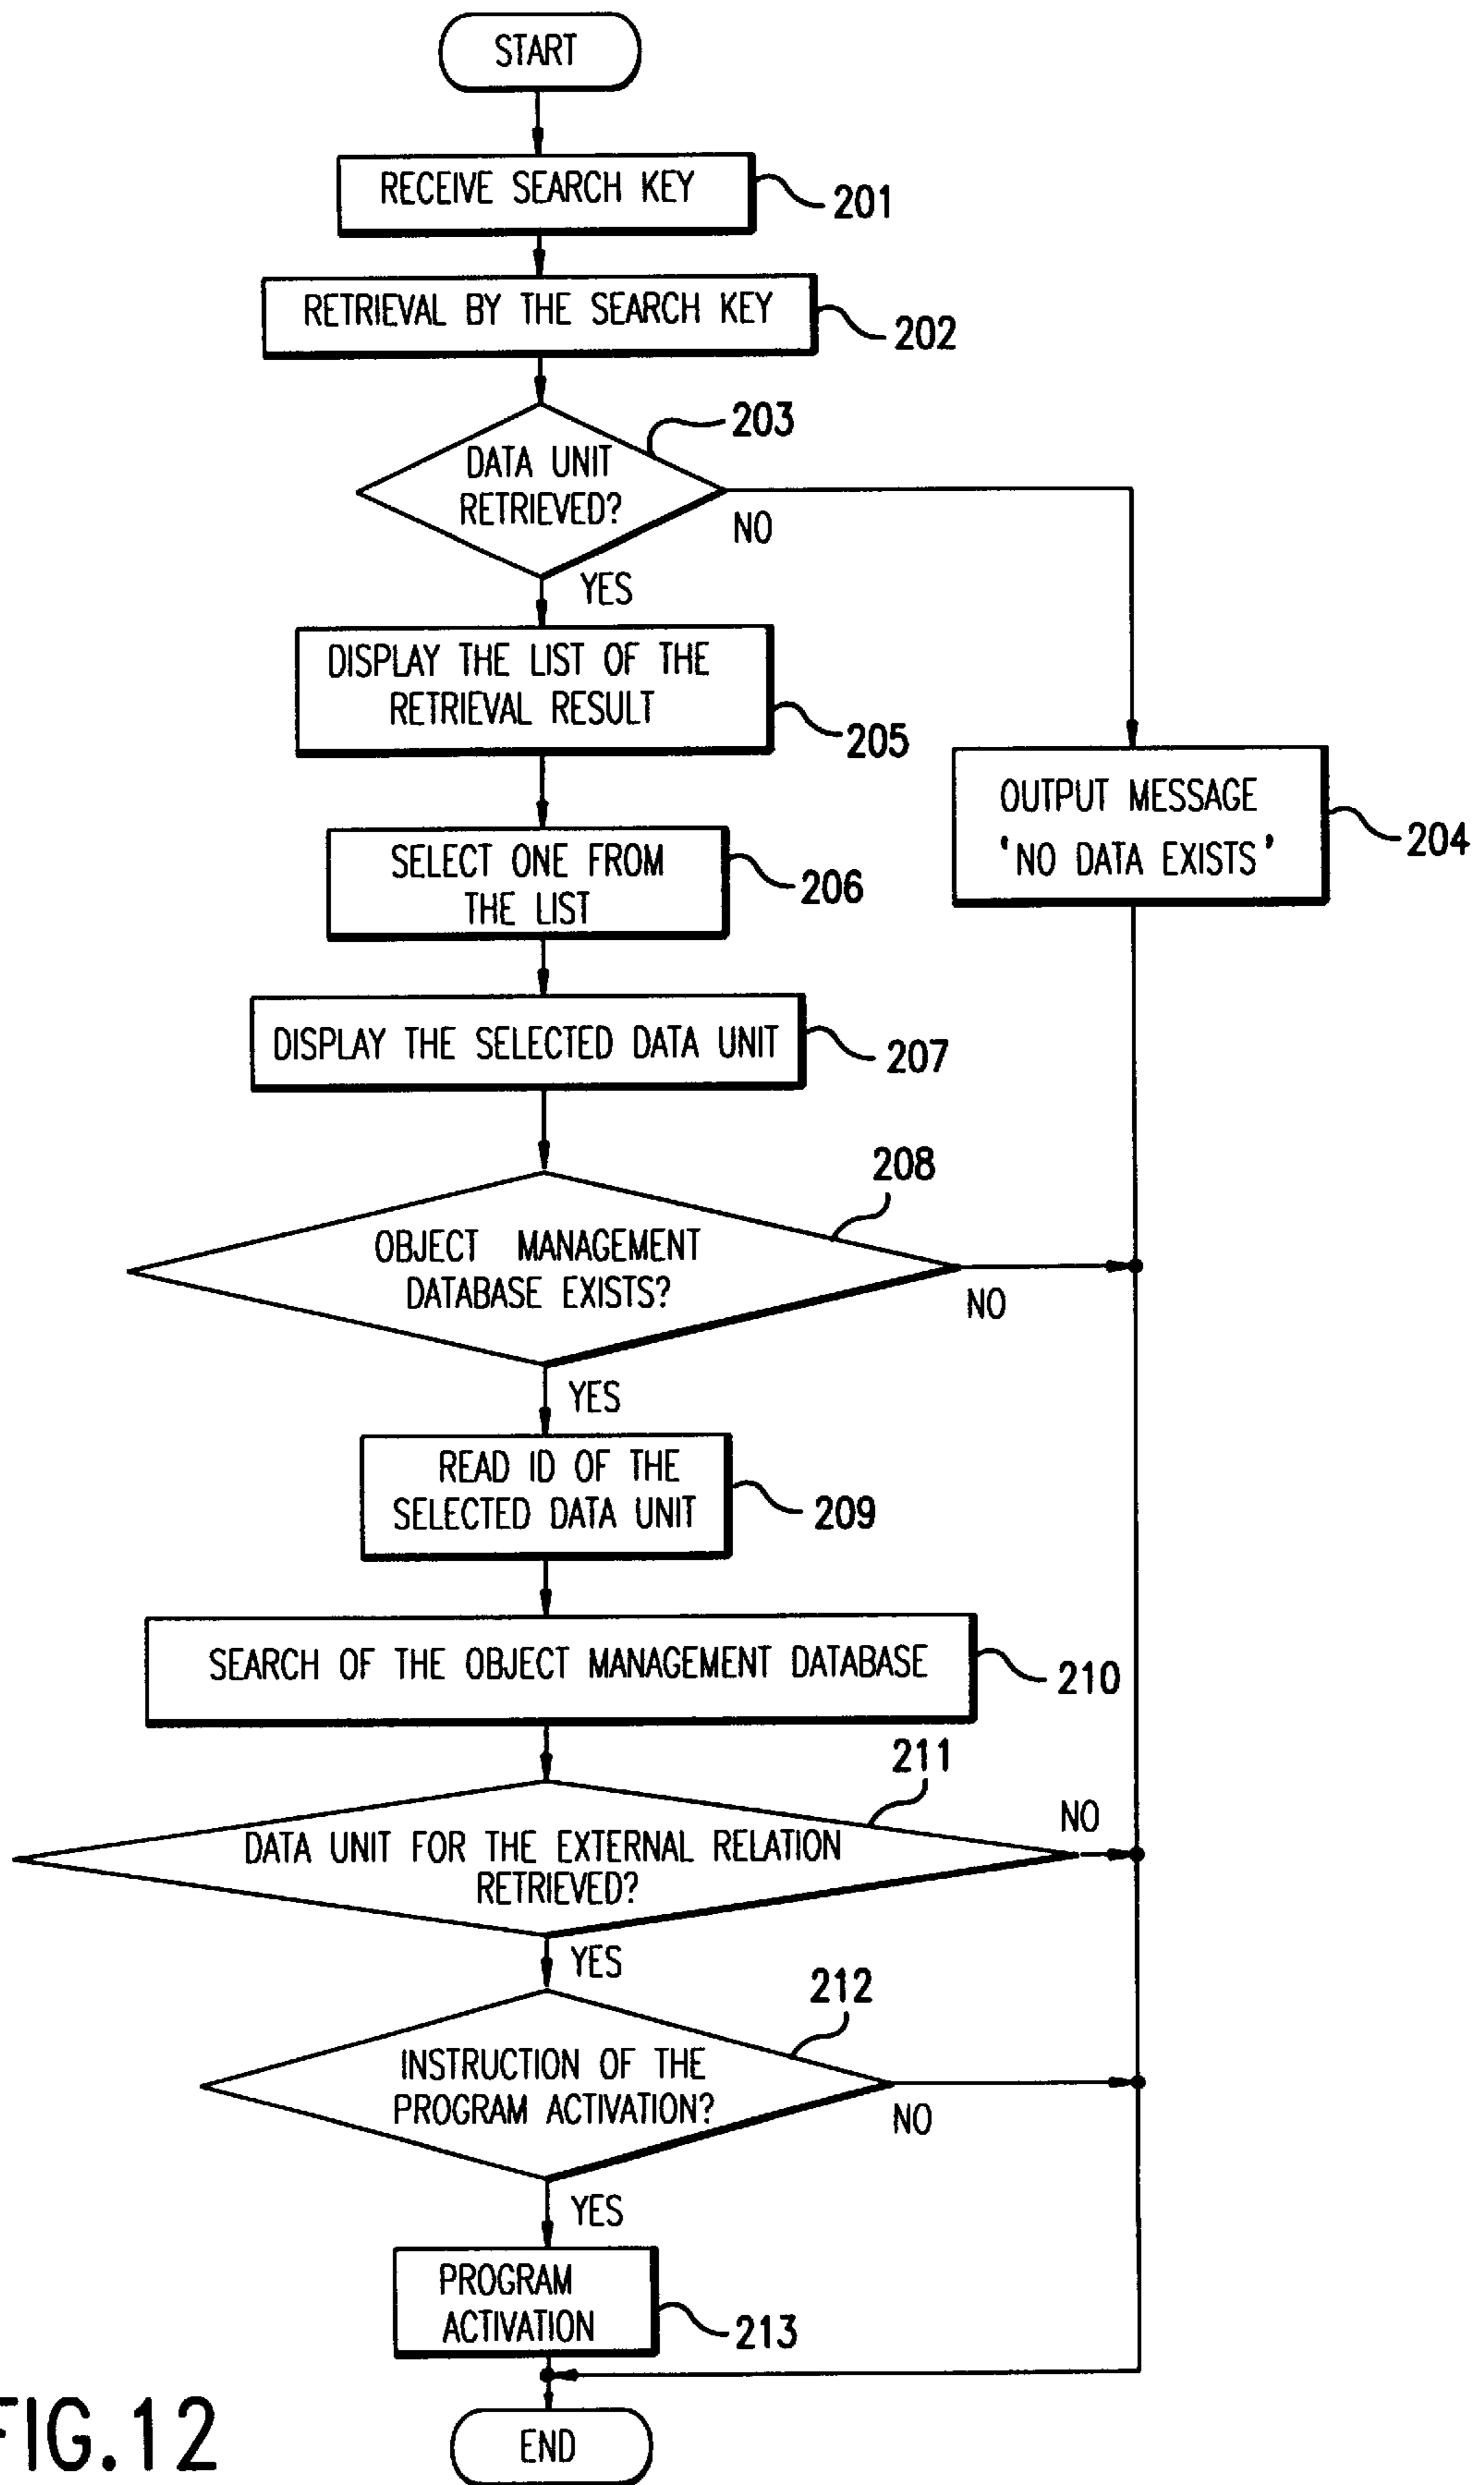 START
RECEIVE SEARCH KEY
201
RETRIEVAL BY THE SEARCH KEY
202
203
DATA UNIT
RETRIEVED?
NO
YES
DISPLAY THE LIST OF THE
RETRIEVAL RESULT
205
OUTPUT MESSAGE
'NO DATA EXISTS'
204
SELECT ONE FROM
THE LIST
206
DISPLAY THE SELECTED DATA UNIT
207
208
OBJECT MANAGEMENT
DATABASE EXISTS?
NO
YES
READ ID OF THE
SELECTED DATA UNIT
209
SEARCH OF THE OBJECT MANAGEMENT DATABASE
210
211
NO
DATA UNIT FOR THE EXTERNAL RELATION
RETRIEVED?
YES
212
INSTRUCTION OF THE
PROGRAM ACTIVATION?
NO
YES
PROGRAM
ACTIVATION
213
END
FIG.12